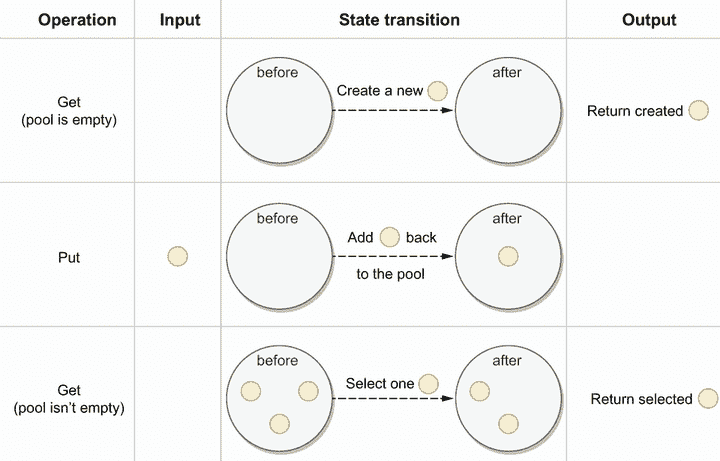 Operation
Input
State transition
Output
Get
(pool is empty)
before
Create a new
after
Return created
Put
before
Add back
to the pool
after
Get
(pool isn't empty)
before
Select one
after
Return selected